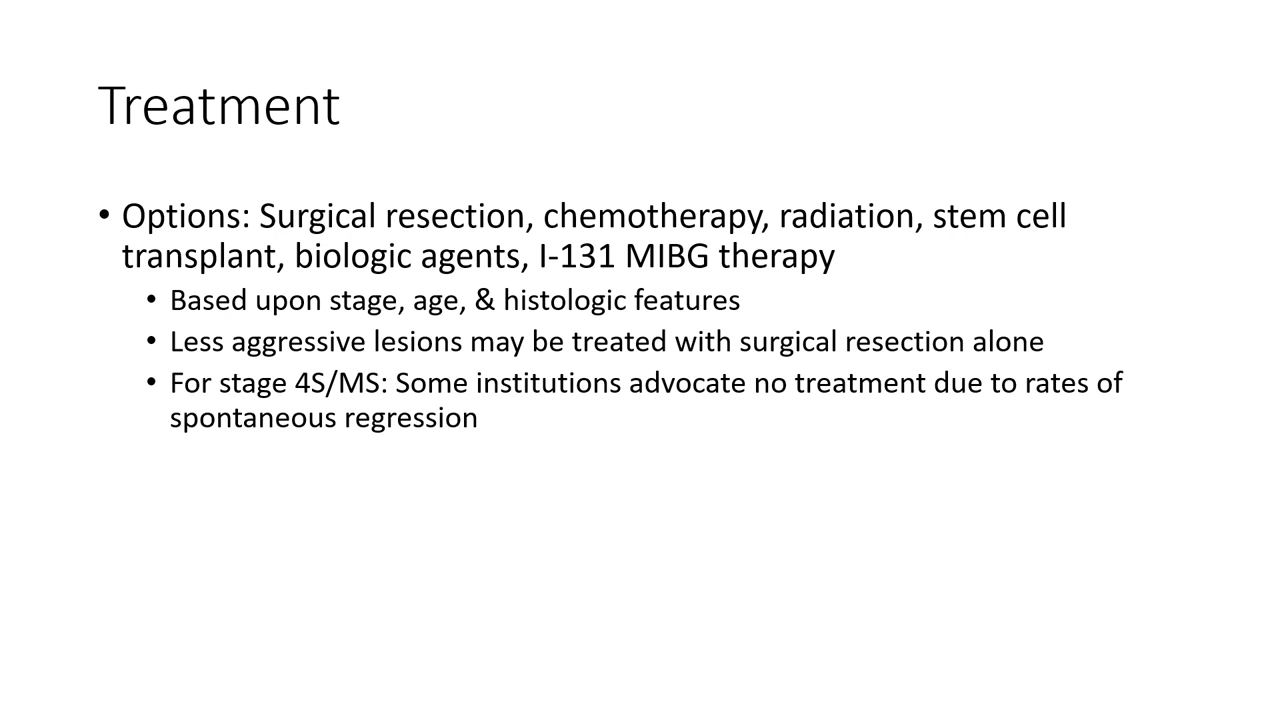 Treatment
• Options: Surgical resection, chemotherapy, radiation, stem cell
transplant, biologic agents, I-131 MIBG therapy
• Based upon stage, age, & histologic features
• Less aggressive lesions may be treated with surgical resection alone
• For stage 4S/MS: Some institutions advocate no treatment due to rates of
spontaneous regression